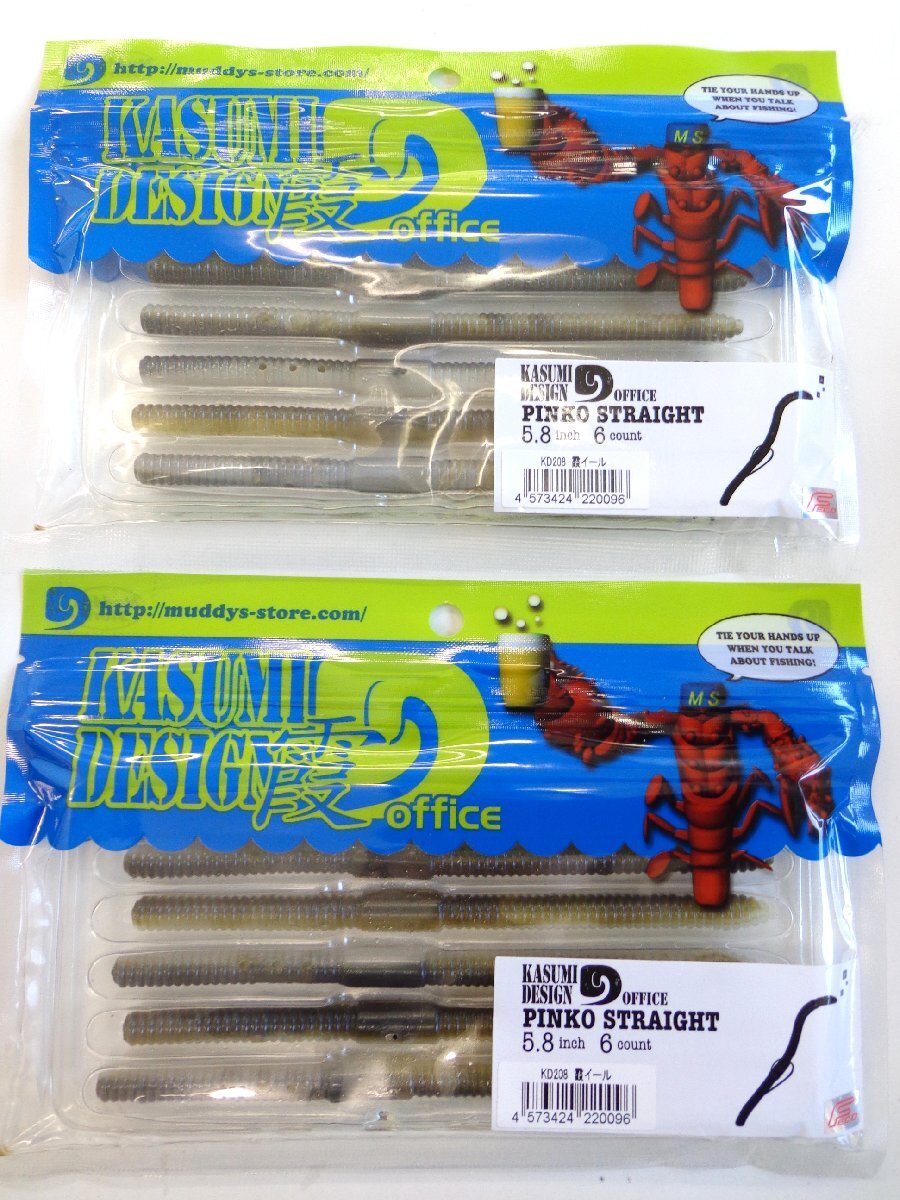 http://muddys-store.com/
TIE YOUR HANDS UP
WHEN YOU TALK
ABOUT FISHING!
MS
KASUMI
DESIGN霞
office
KASUMI
DESIGN OFFICE
PINKO STRAIGHT
5.8 inch 6 count
KD208 霞イール
4 573424 220096
http://muddys-store.com/
TIE YOUR HANDS UP
WHEN YOU TALK
ABOUT FISHING!
MS
KASUMI
DESIGN霞
office
KASUMI
DESIGN OFFICE
PINKO STRAIGHT
5.8 inch 6 count
KD208 霞イール
4 573424 220096